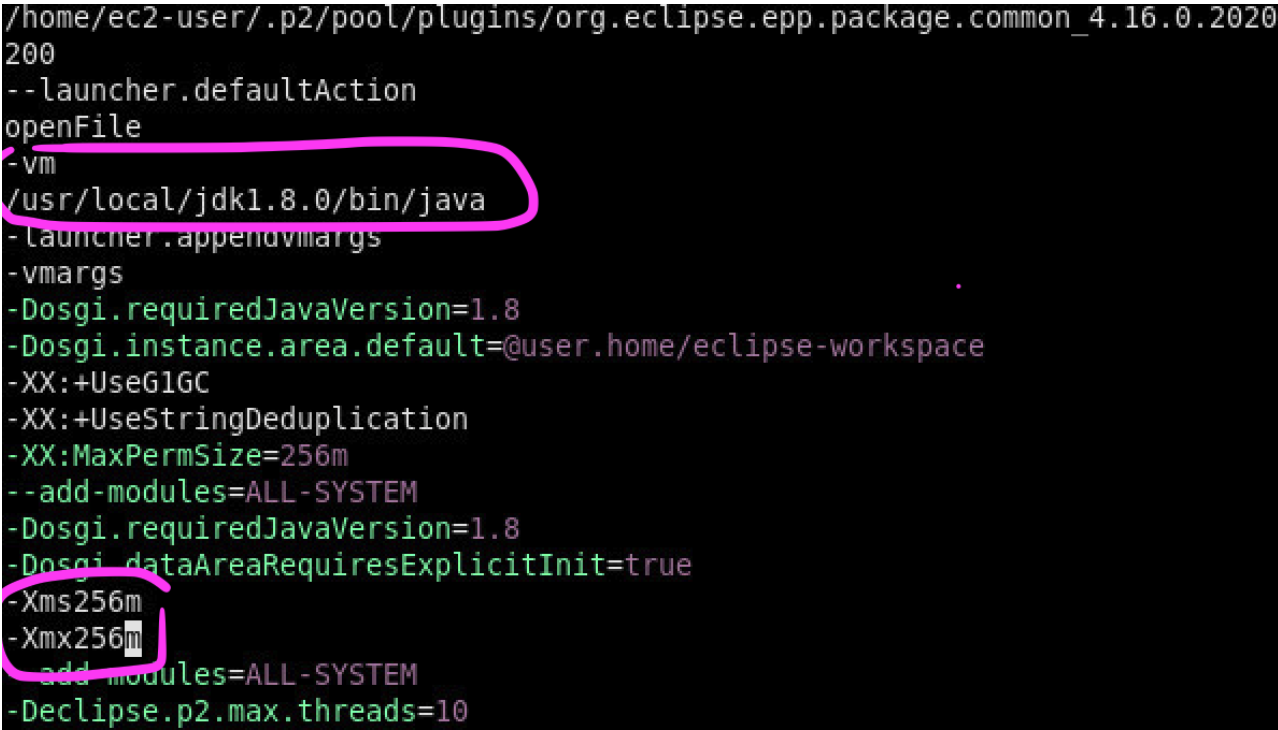 /home/ec2-user/.p2/pool/plugins/org.eclipse.epp.package.common_4.16.0.2020
200
--launcher.defaultAction
openFile
-vm
/usr/local/jdk1.8.0/bin/java
-launcher.appendVmargs
-vmargs
-Dosgi.requiredJavaVersion=1.8
-Dosgi.instance.area.default=@user.home/eclipse-workspace
-XX:+UseG1GC
-XX:+UseStringDeduplication
-XX:MaxPermSize=256m
--add-modules=ALL-SYSTEM
-Dosgi.requiredJavaVersion=1.8
-Dosgi.dataAreaRequiresExplicitInit=true
-Xms256m
-Xmx256m
--add-modules=ALL-SYSTEM
-Declipse.p2.max.threads=10